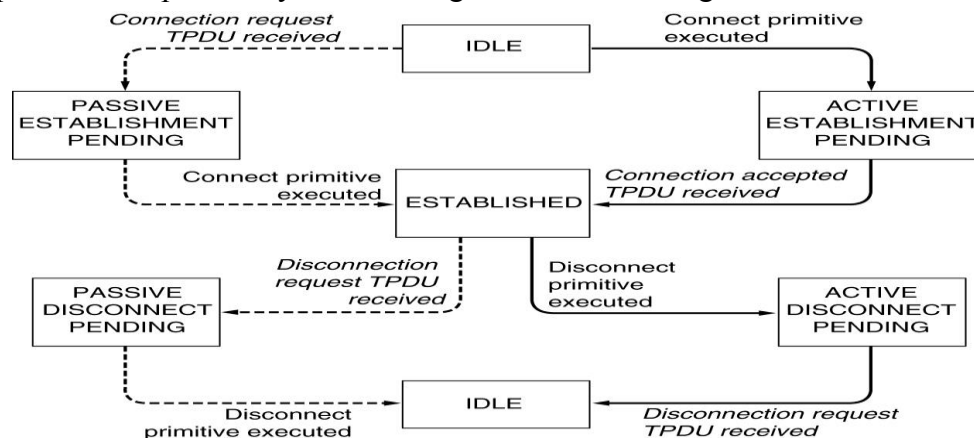 Connection request
TPDU received
IDLE
Connect primitive
executed
PASSIVE
ESTABLISHMENT
PENDING
ACTIVE
ESTABLISHMENT
PENDING
Connect primitive
executed
ESTABLISHED
Connection accepted
TPDU received
Disconnection
request TPDU
received
Disconnect
primitive
executed
PASSIVE
DISCONNECT
PENDING
ACTIVE
DISCONNECT
PENDING
Disconnect
primitive executed
IDLE
Disconnection request
TPDU received